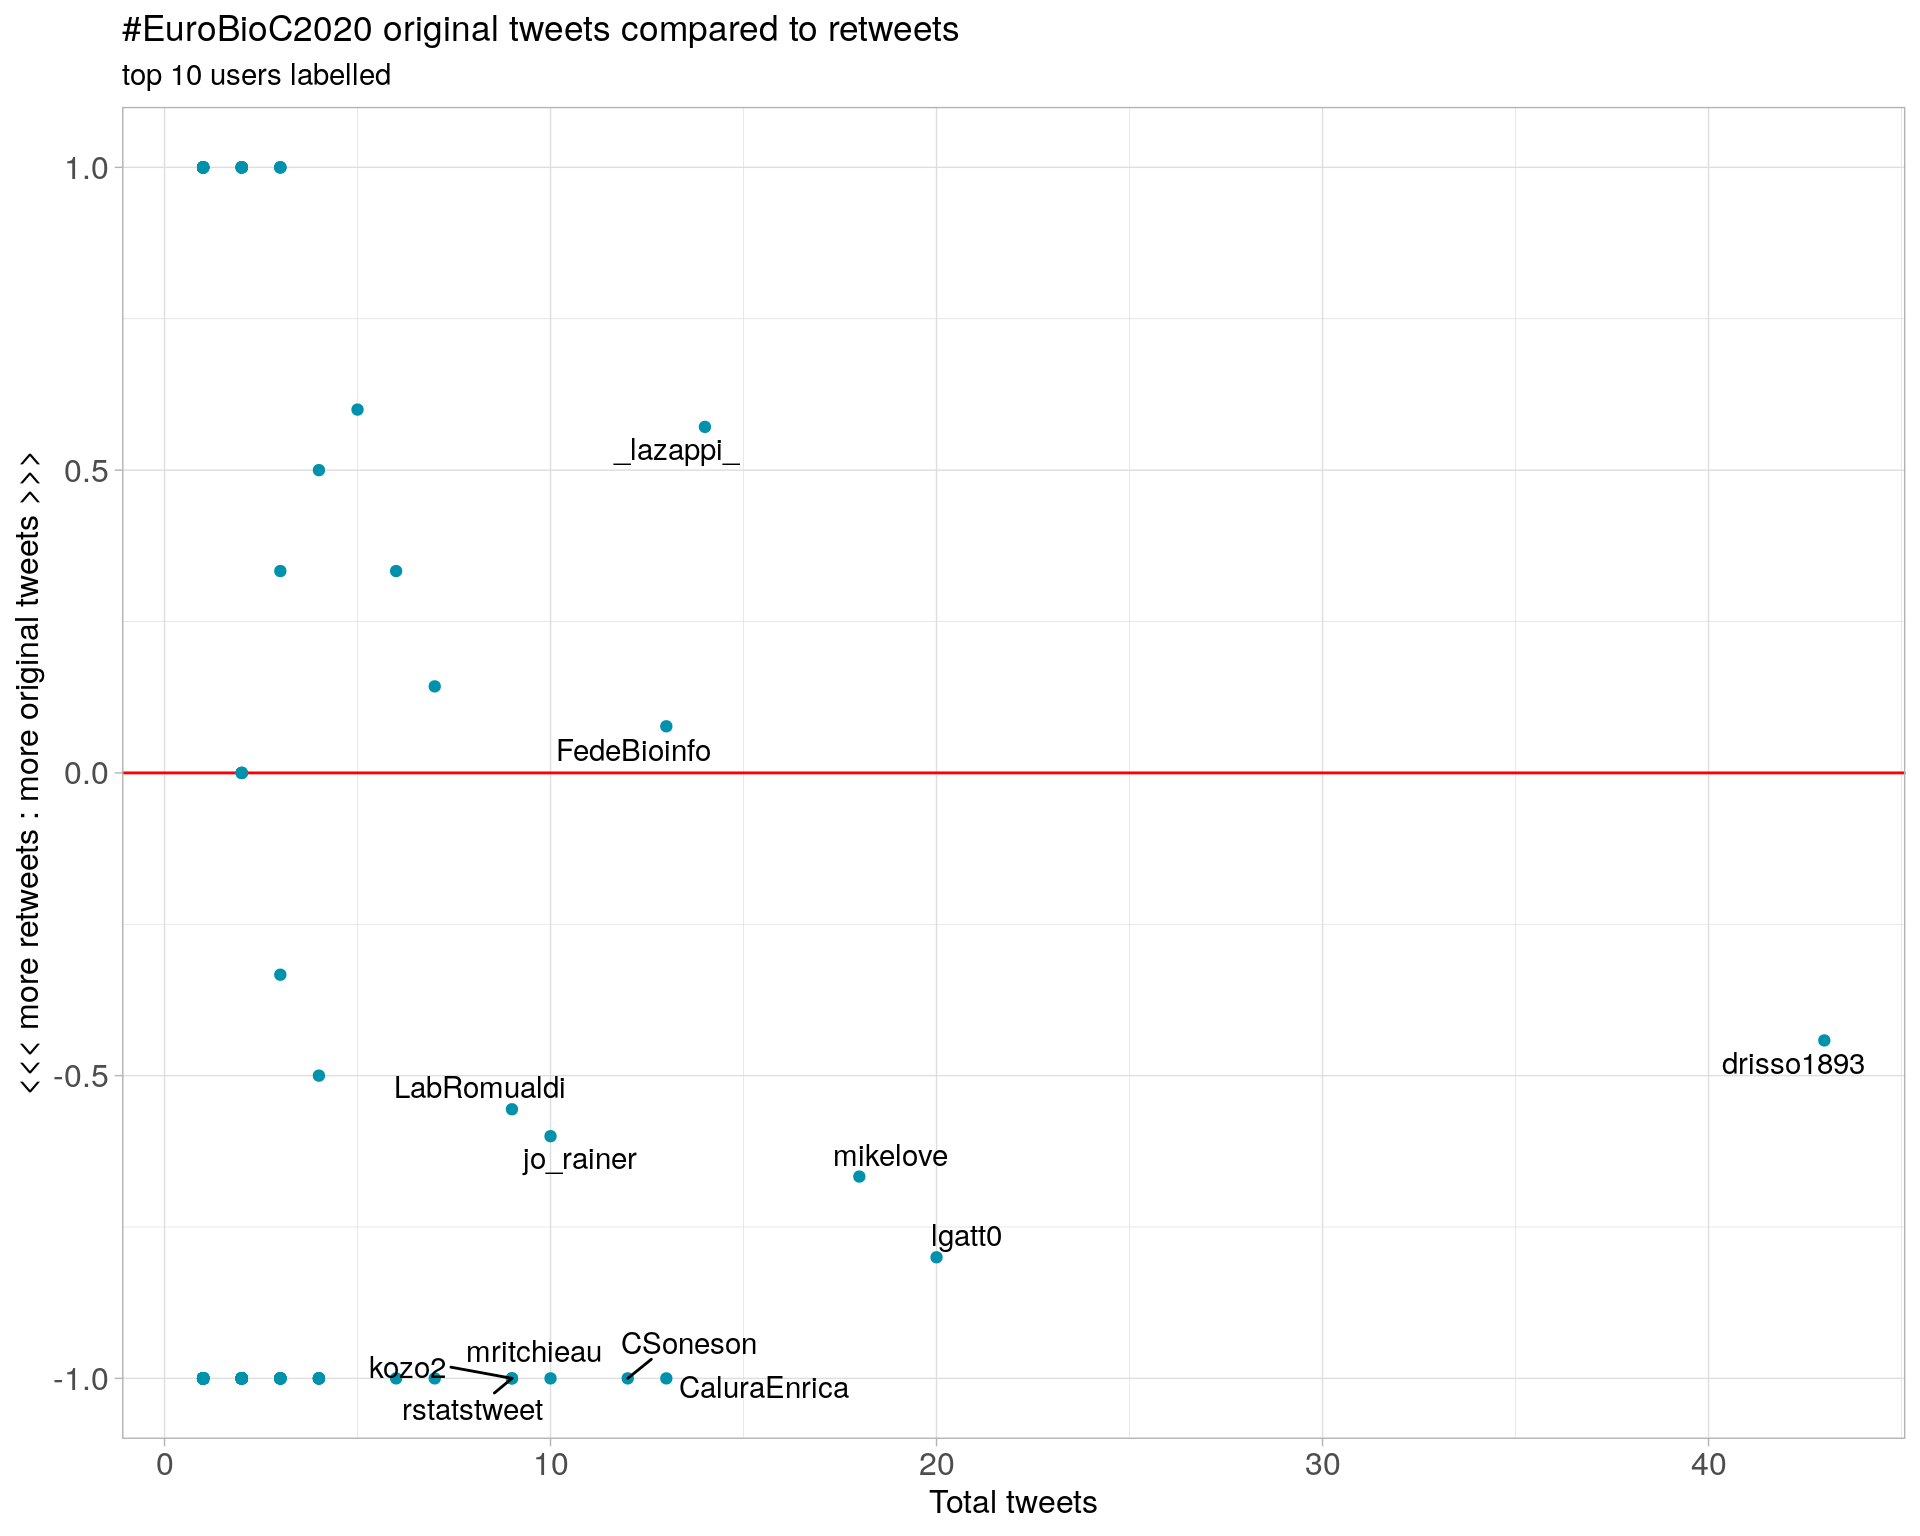 #EuroBioC2020 original tweets compared to retweets
top 10 users labelled
<<< more retweets : more original tweets >>>
1.0
0.5
0.0
-0.5
-1.0
_lazappi_
FedeBioinfo
drisso1893
LabRomualdi
jo_rainer
mikelove
lgatt0
CSoneson
mritchieau
kozo2
CaluraEnrica
rstatstweet
0 10 20 30 40
Total tweets